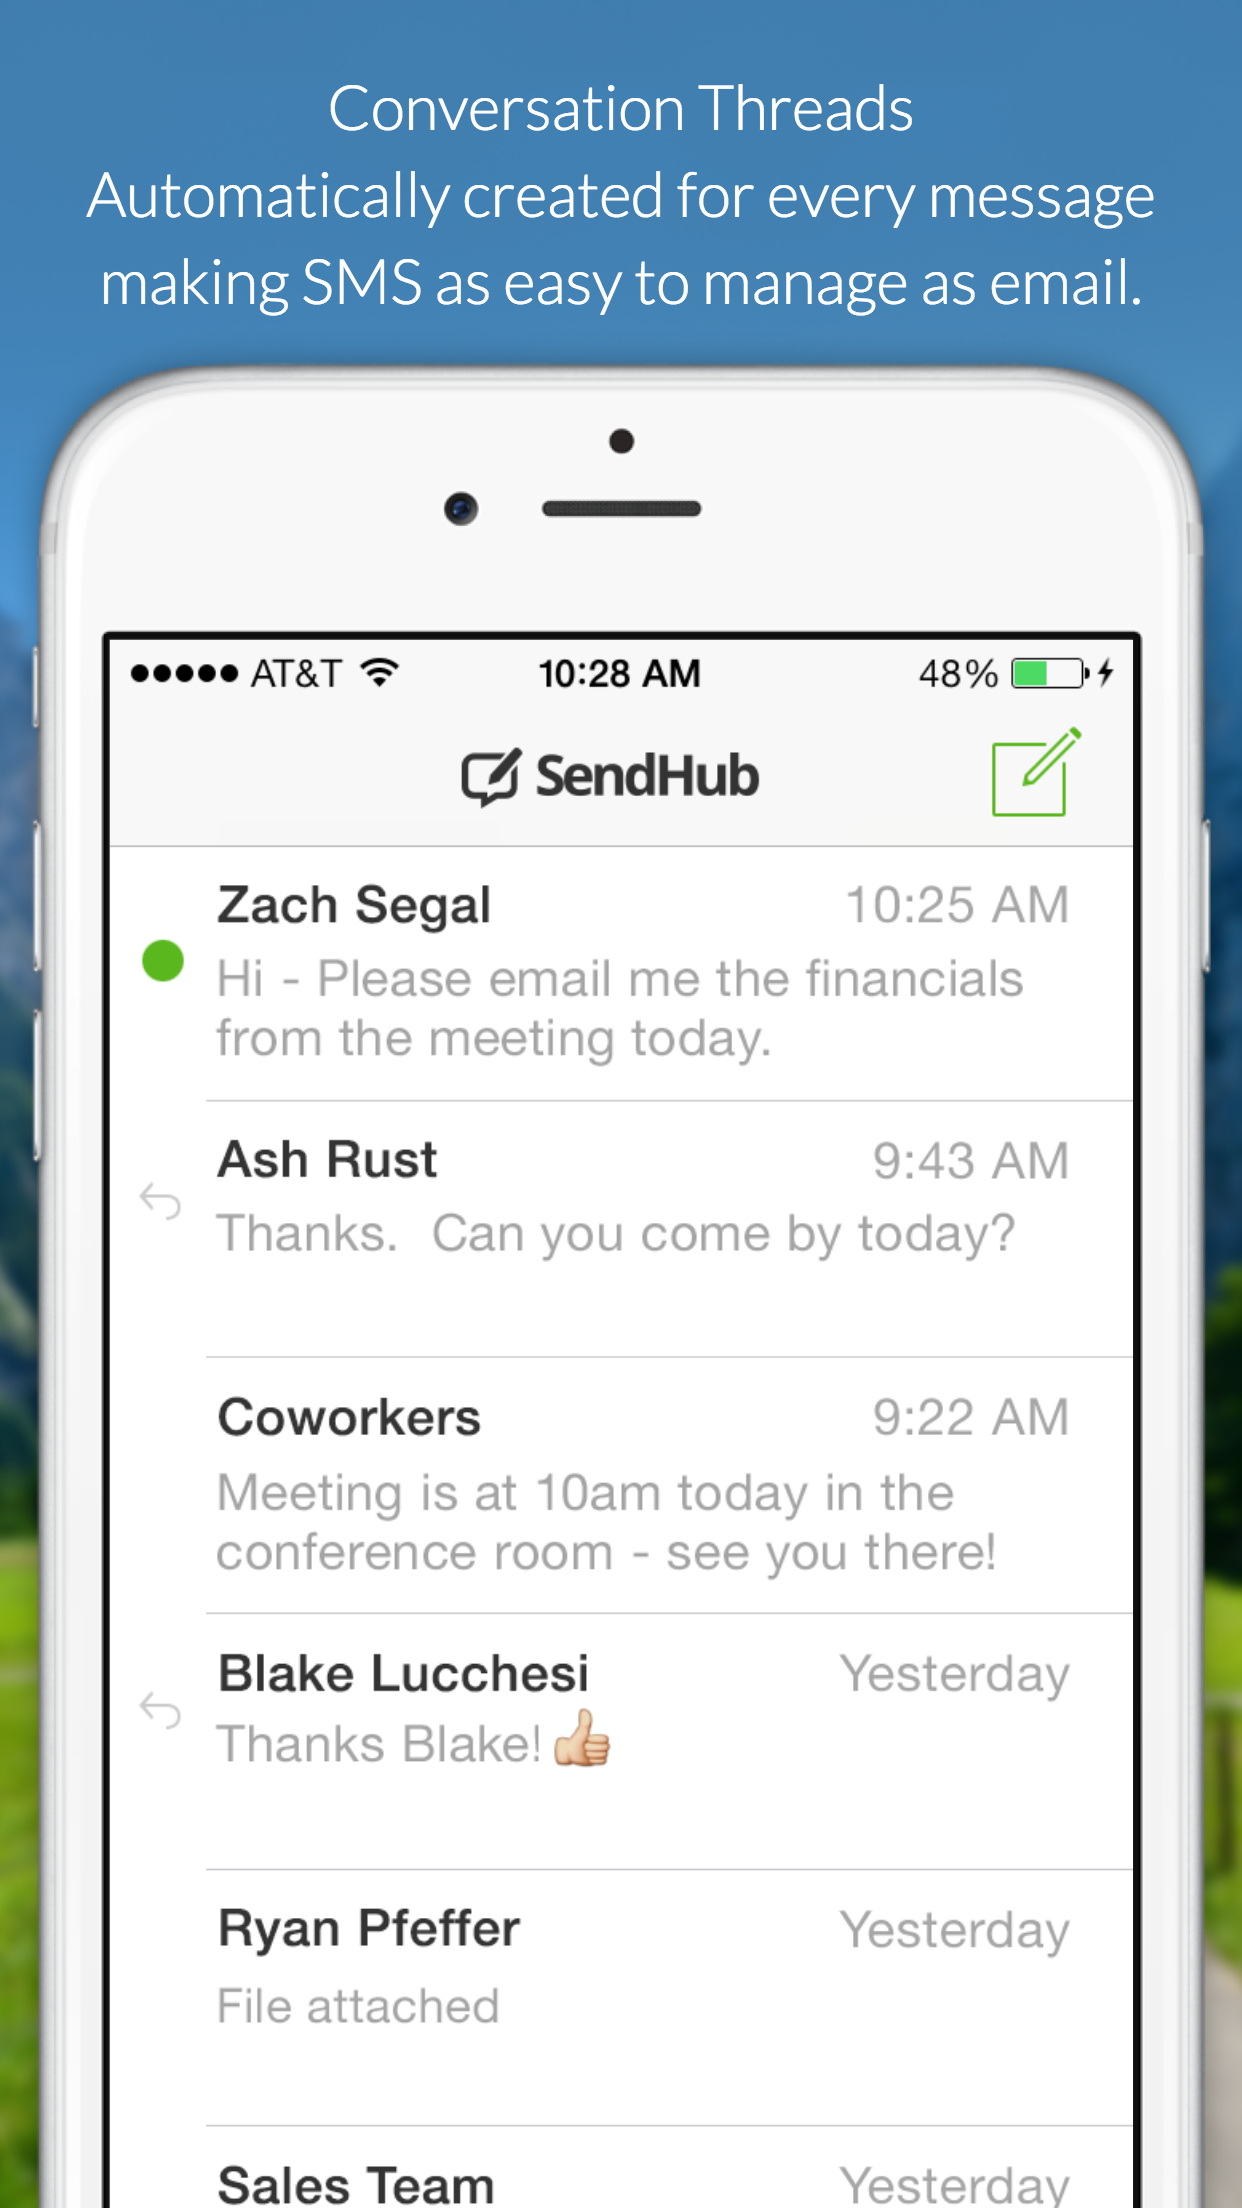 Conversation Threads
Automatically created for every message
making SMS as easy to manage as email.
AT&T 10:28 AM 48%
SendHub
Zach Segal 10:25 AM
Hi - Please email me the financials
from the meeting today.
Ash Rust 9:43 AM
Thanks.  Can you come by today?
Coworkers 9:22 AM
Meeting is at 10am today in the
conference room - see you there!
Blake Lucchesi Yesterday
Thanks Blake! 👍🏼
Ryan Pfeffer Yesterday
File attached
Sales Team Yesterday